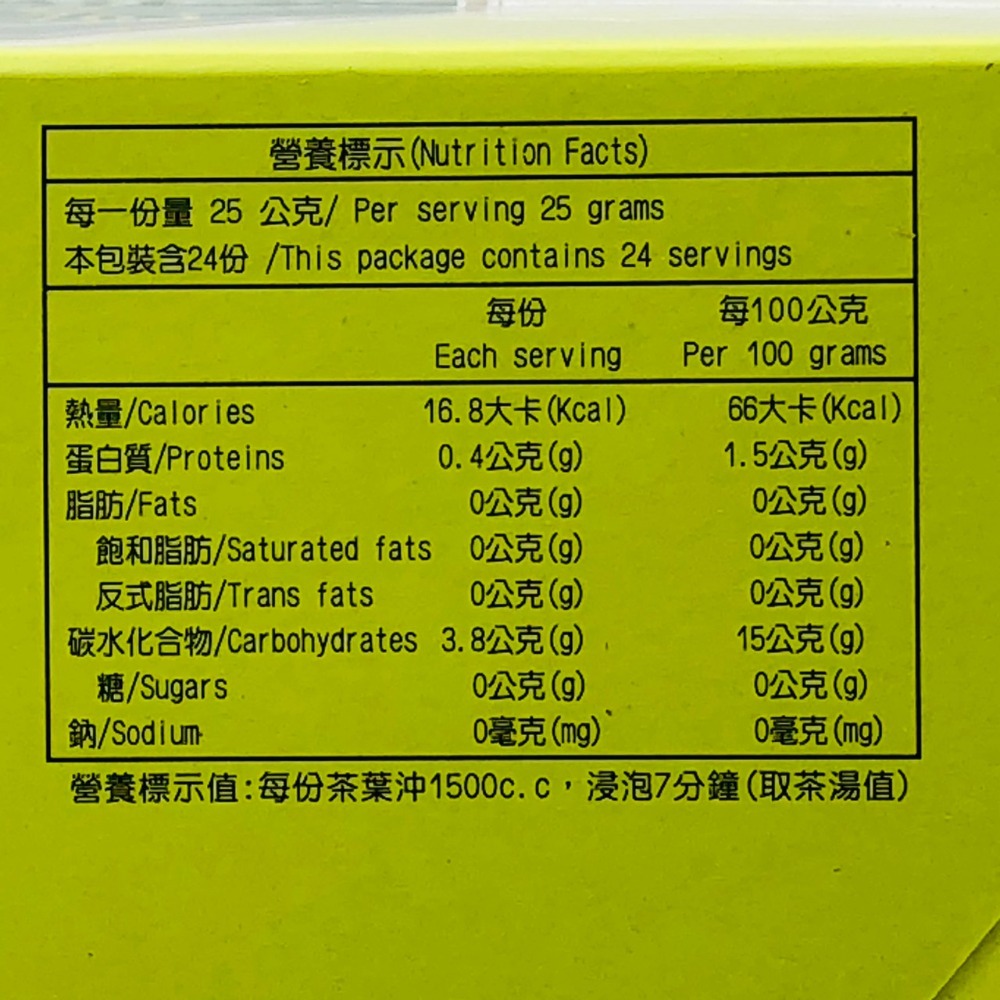 營養標示(Nutrition Facts)
每一份量 25 公克/ Per serving 25 grams
本包裝含24份 /This package contains 24 servings
每份 每100公克
Each serving Per 100 grams
熱量/Calories 16.8大卡(Kcal) 66大卡(Kcal)
蛋白質/Proteins 0.4公克(g) 1.5公克(g)
脂肪/Fats 0公克(g) 0公克(g)
飽和脂肪/Saturated fats 0公克(g) 0公克(g)
反式脂肪/Trans fats 0公克(g) 0公克(g)
碳水化合物/Carbohydrates 3.8公克(g) 15公克(g)
糖/Sugars 0公克(g) 0公克(g)
鈉/Sodium 0毫克(mg) 0毫克(mg)
營養標示值:每份茶葉沖1500c.c，浸泡7分鐘(取茶湯值)